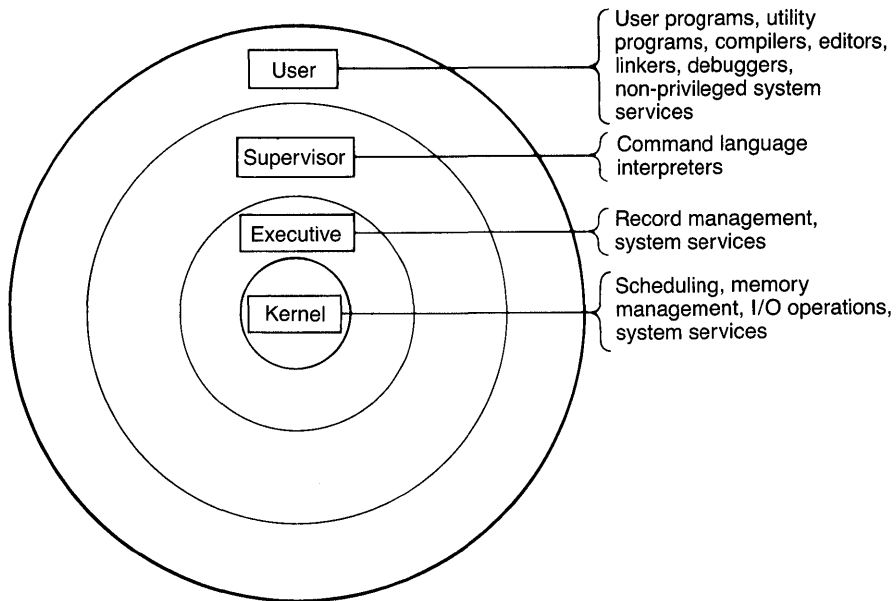 User
User programs, utility
programs, compilers, editors,
linkers, debuggers,
non-privileged system
services
Supervisor
Command language
interpreters
Executive
Record management,
system services
Kernel
Scheduling, memory
management, I/O operations,
system services